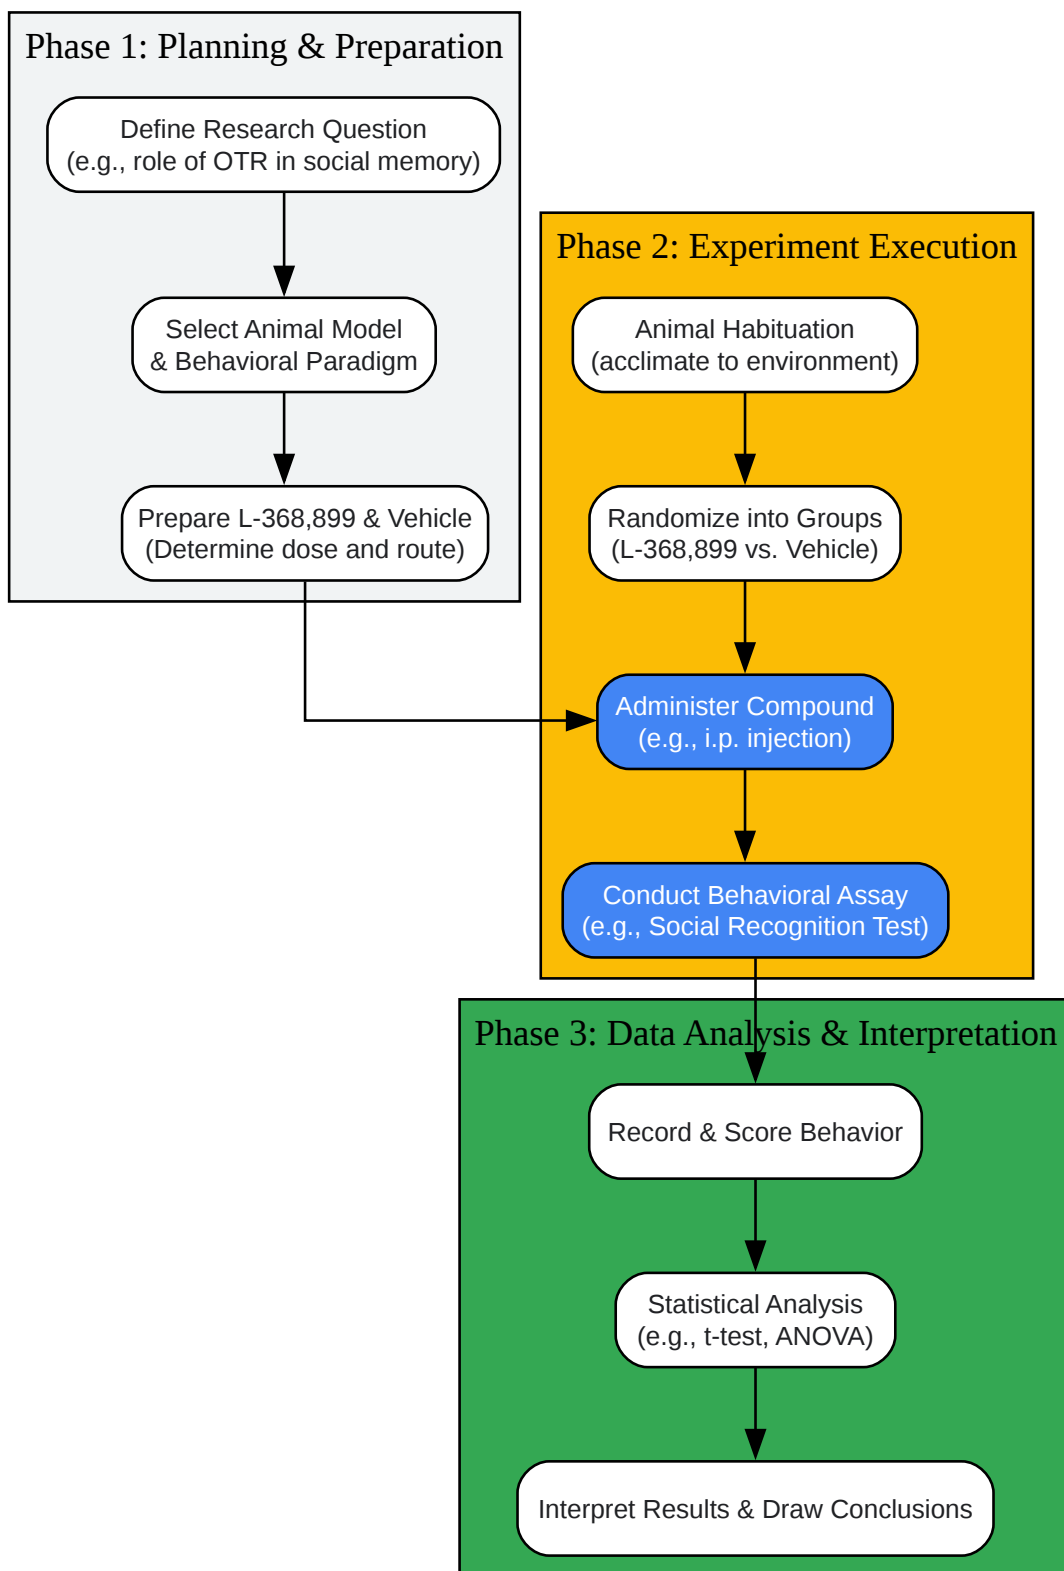 Phase 1: Planning & Preparation
Define Research Question
(e.g., role of OTR in social memory)
Select Animal Model
& Behavioral Paradigm
Prepare L-368,899 & Vehicle
(Determine dose and route)
Phase 2: Experiment Execution
Animal Habituation
(acclimate to environment)
Randomize into Groups
(L-368,899 vs. Vehicle)
Administer Compound
(e.g., i.p. injection)
Conduct Behavioral Assay
(e.g., Social Recognition Test)
Phase 3: Data Analysis & Interpretation
Record & Score Behavior
Statistical Analysis
(e.g., t-test, ANOVA)
Interpret Results & Draw Conclusions